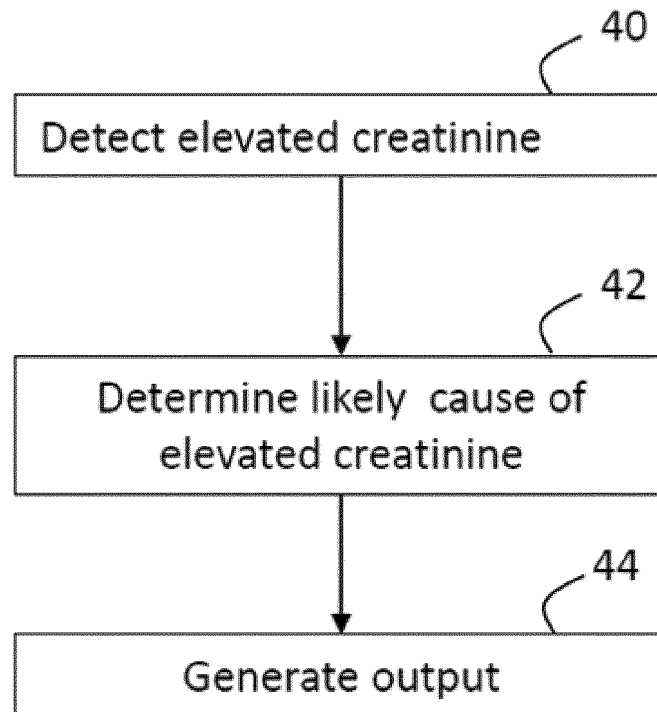 40
Detect elevated creatinine
42
Determine likely cause of
elevated creatinine
44
Generate output